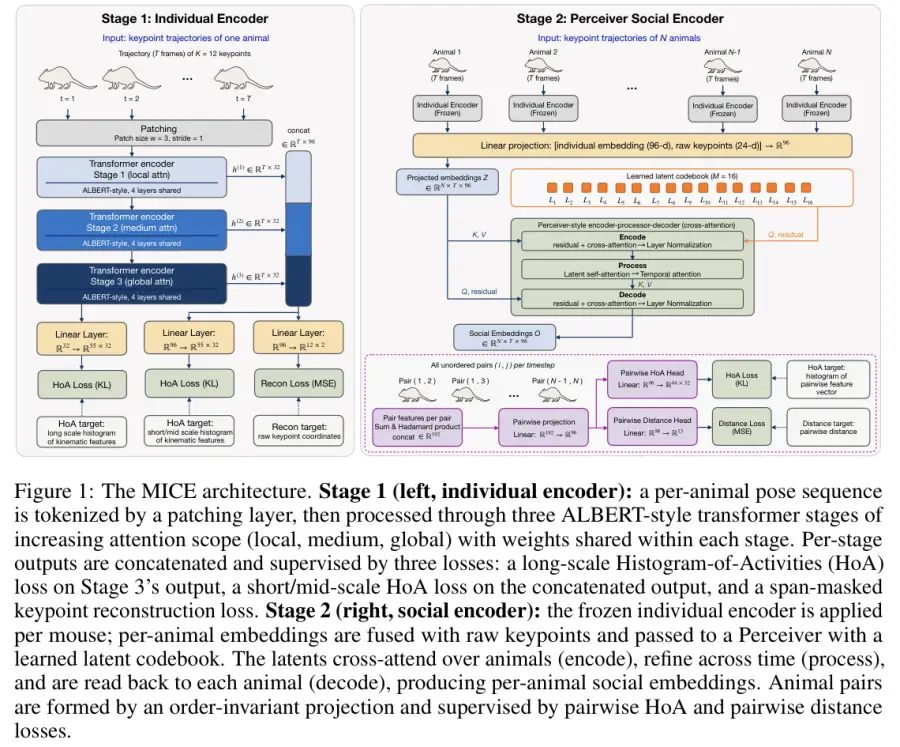 Stage 1: Individual Encoder
Input: keypoint trajectories of one animal
Trajectory (T frames) of K = 12 keypoints
...
t = 1
t = 2
t = T
Patching
Patch size w = 3, stride = 1
concat
∈ ℝ^{T × 96}
Transformer encoder
Stage 1 (local attn)
ALBERT-style, 4 layers shared
h^{(1)} ∈ ℝ^{T × 32}
Transformer encoder
Stage 2 (medium attn)
ALBERT-style, 4 layers shared
h^{(2)} ∈ ℝ^{T × 32}
Transformer encoder
Stage 3 (global attn)
ALBERT-style, 4 layers shared
h^{(3)} ∈ ℝ^{T × 32}
Linear Layer:
ℝ^{32} → ℝ^{55 × 32}
Linear Layer:
ℝ^{96} → ℝ^{55 × 32}
Linear Layer:
ℝ^{96} → ℝ^{12 × 2}
HoA Loss (KL)
HoA Loss (KL)
Recon Loss (MSE)
HoA target:
long scale histogram
of kinematic features
HoA target:
short/mid scale histogram
of kinematic features
Recon target:
raw keypoint coordinates
Stage 2: Perceiver Social Encoder
Input: keypoint trajectories of N animals
Animal 1
Animal 2
Animal N-1
Animal N
...
(T frames)
(T frames)
(T frames)
(T frames)
Individual Encoder
(Frozen)
Individual Encoder
(Frozen)
Individual Encoder
(Frozen)
Individual Encoder
(Frozen)
Linear projection: [individual embedding (96-d), raw keypoints (24-d)] → ℝ^{96}
Projected embeddings Z
∈ ℝ^{N × T × 96}
Learned latent codebook (M = 16)
L₁ L₂ L₃ L₄ L₅ L₆ L₇ L₈ L₉ L₁₀ L₁₁ L₁₂ L₁₃ L₁₄ L₁₅ L₁₆
Perceiver-style encoder-processor-decoder (cross-attention)
K, V
Encode
residual + cross-attention → Layer Normalization
Q, residual
Process
Latent self-attention → Temporal attention
K, V
Q, residual
Decode
residual + cross-attention → Layer Normalization
Social Embeddings O
∈ ℝ^{N × T × 96}
All unordered pairs ( i , j ) per timestep
Pair ( 1 , 2 )
Pair ( 1 , 3 )
...
Pair ( N - 1 , N )
Pair features per pair
Sum & Hadamard product
concat ∈ ℝ^{192}
Pairwise projection
Linear: ℝ^{192} → ℝ^{96}
Pairwise HoA Head
Linear: ℝ^{96} → ℝ^{44 × 32}
HoA Loss
(KL)
HoA target:
histogram of
pairwise feature
vector
Pairwise Distance Head
Linear: ℝ^{96} → ℝ^{13}
Distance Loss
(MSE)
Distance target:
pairwise distance
Figure 1: The MICE architecture. Stage 1 (left, individual encoder): a per-animal pose sequence
is tokenized by a patching layer, then processed through three ALBERT-style transformer stages of
increasing attention scope (local, medium, global) with weights shared within each stage. Per-stage
outputs are concatenated and supervised by three losses: a long-scale Histogram-of-Activities (HoA)
loss on Stage 3's output, a short/mid-scale HoA loss on the concatenated output, and a span-masked
keypoint reconstruction loss. Stage 2 (right, social encoder): the frozen individual encoder is applied
per mouse; per-animal embeddings are fused with raw keypoints and passed to a Perceiver with a
learned latent codebook. The latents cross-attend over animals (encode), refine across time (process),
and are read back to each animal (decode), producing per-animal social embeddings. Animal pairs
are formed by an order-invariant projection and supervised by pairwise HoA and pairwise distance
losses.